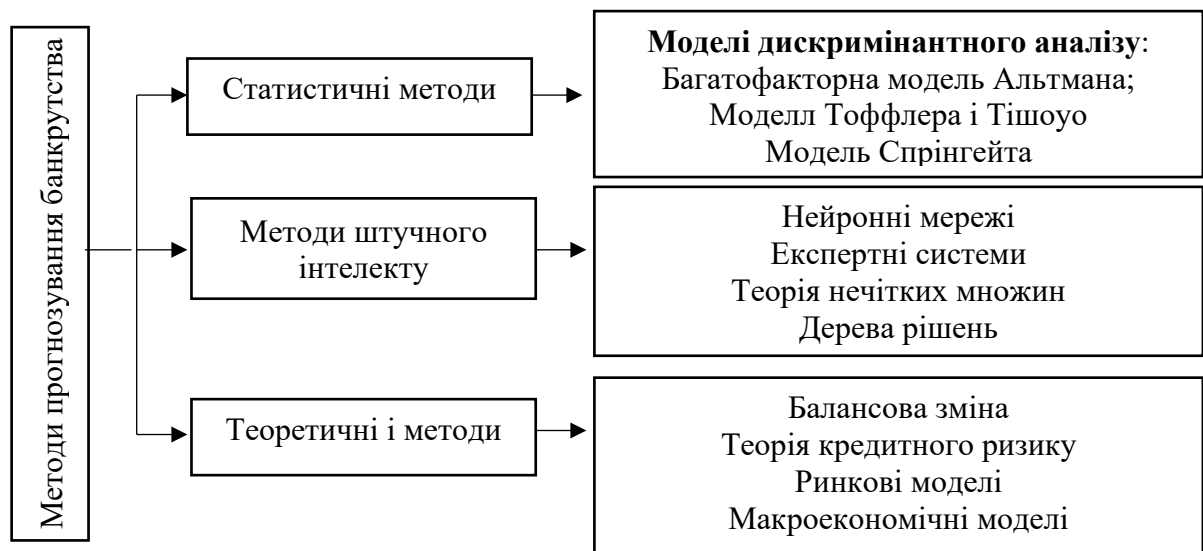 Методи прогнозування банкрутства
Статистичні методи
Моделі дискримінантного аналізу:
Багатофакторна модель Альтмана;
Моделл Тоффлера і Тішоуо
Модель Спрінгейта
Методи штучного
інтелекту
Нейронні мережі
Експертні системи
Теорія нечітких множин
Дерева рішень
Теоретичні і методи
Балансова зміна
Теорія кредитного ризику
Ринкові моделі
Макроекономічні моделі